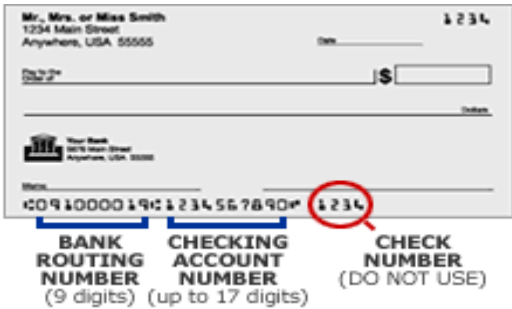 Mr., Mrs. or Miss Smith 1234
1234 Main Street
Anywhere, USA 55555
Date
Pay to the
Order of $
Dollars
Your Bank
5678 Main Street
Anywhere, USA 55555
Memo
⑆091000019⑆1234567890⑈ 1234
BANK ROUTING NUMBER (9 digits)
CHECKING ACCOUNT NUMBER (up to 17 digits)
CHECK NUMBER (DO NOT USE)